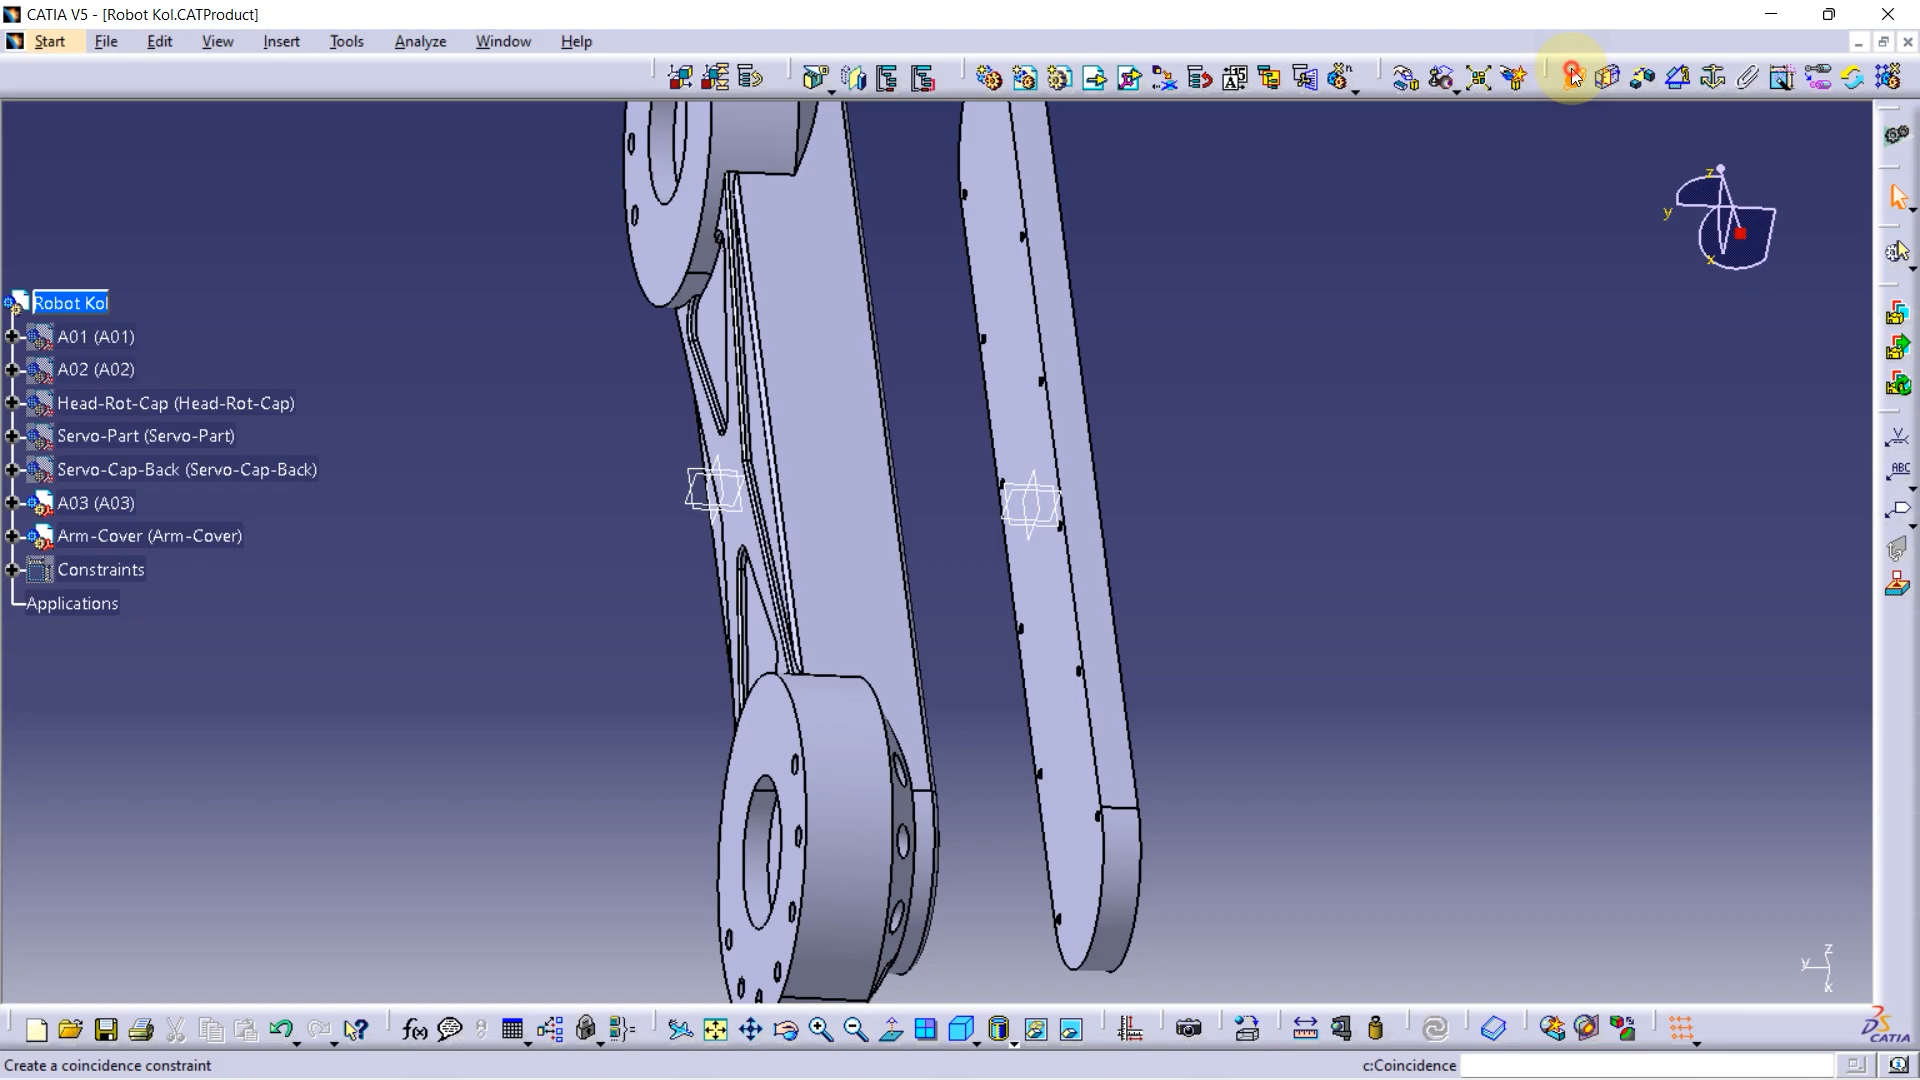 CATIA V5 - [Robot Kol.CATProduct]
Start File Edit View Insert Tools Analyze Window Help
z
y
x
Robot Kol
A01 (A01)
A02 (A02)
Head-Rot-Cap (Head-Rot-Cap)
Servo-Part (Servo-Part)
Servo-Cap-Back (Servo-Cap-Back)
A03 (A03)
Arm-Cover (Arm-Cover)
Constraints
Applications
ABC
z
y
x
f(x)
CATIA
Create a coincidence constraint
c:Coincidence